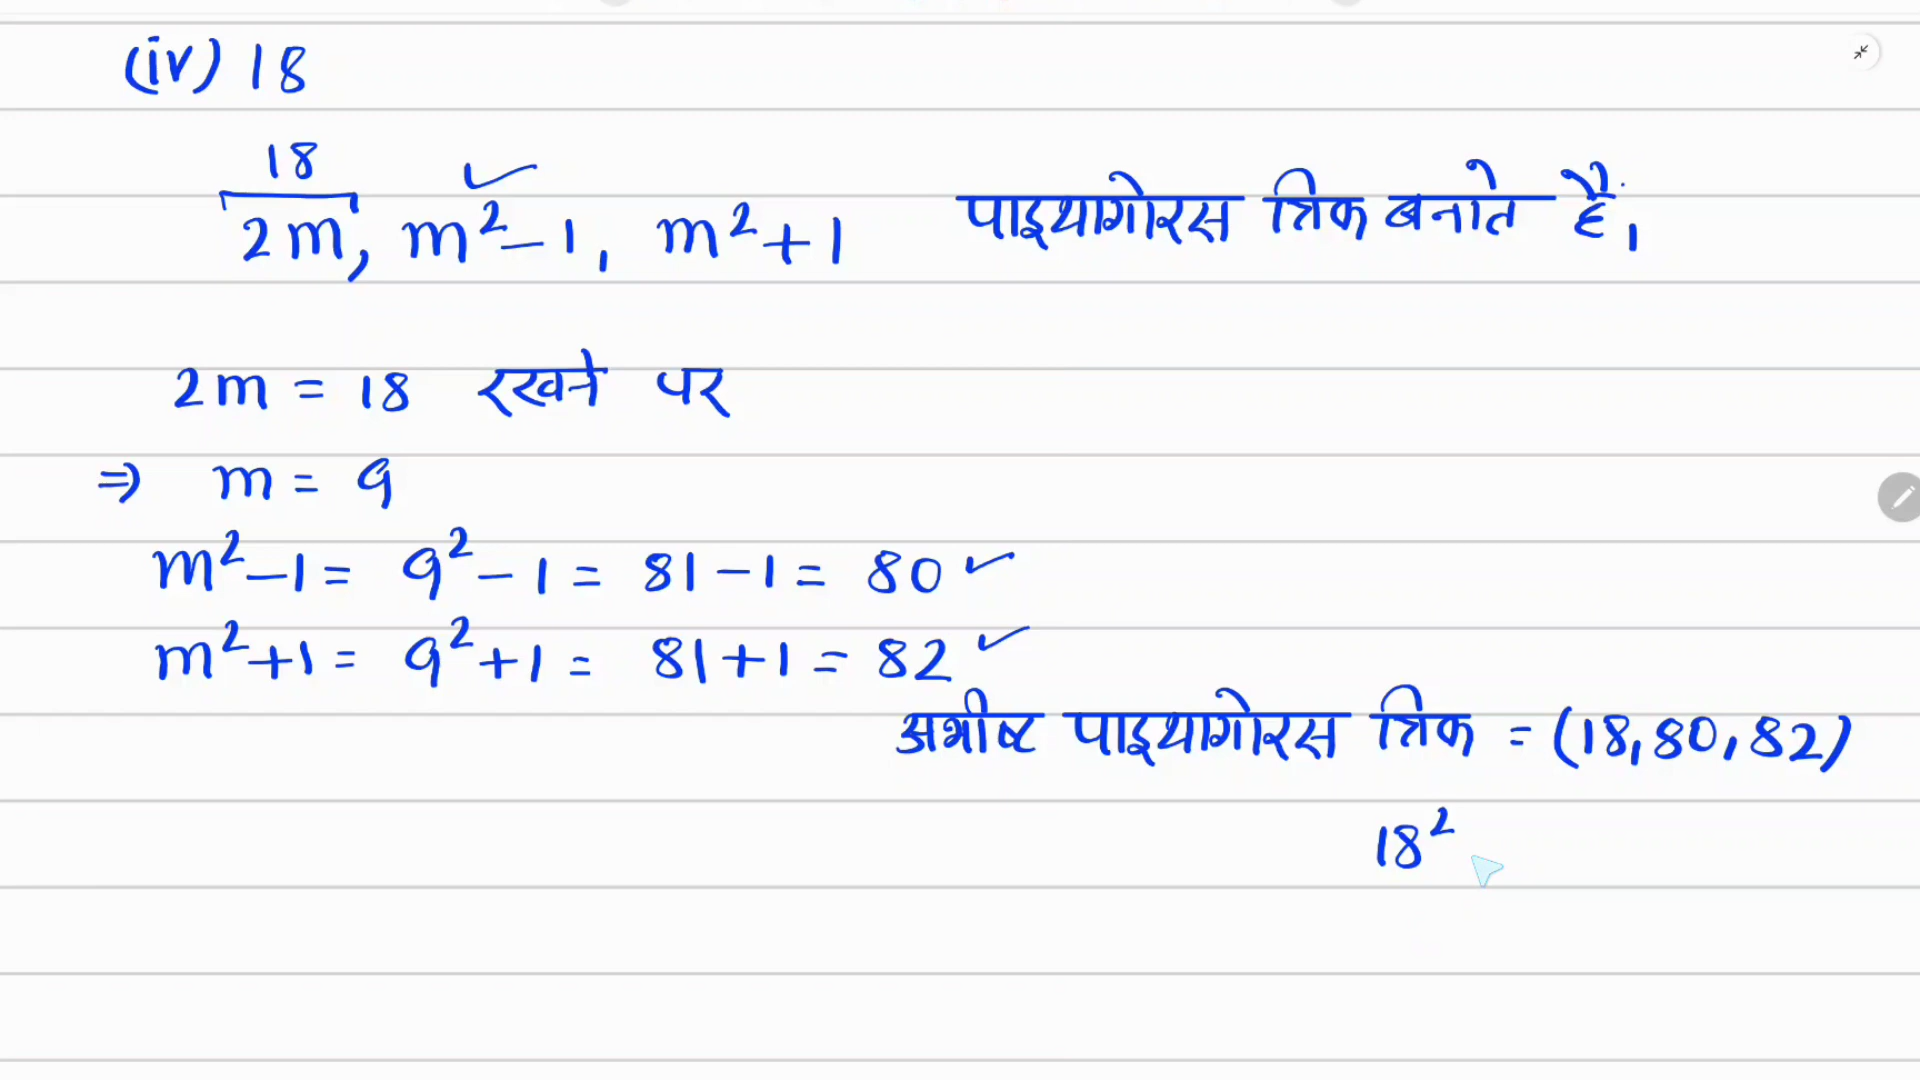 (iv) 18
18
2m, m²-1, m²+1 पाइथागोरस त्रिक बनाते हैं।
2m = 18 रखने पर
⇒ m = 9
m²-1 = 9²-1 = 81-1 = 80 ✓
m²+1 = 9²+1 = 81+1 = 82 ✓
अभीष्ट पाइथागोरस त्रिक = (18,80,82)
18²